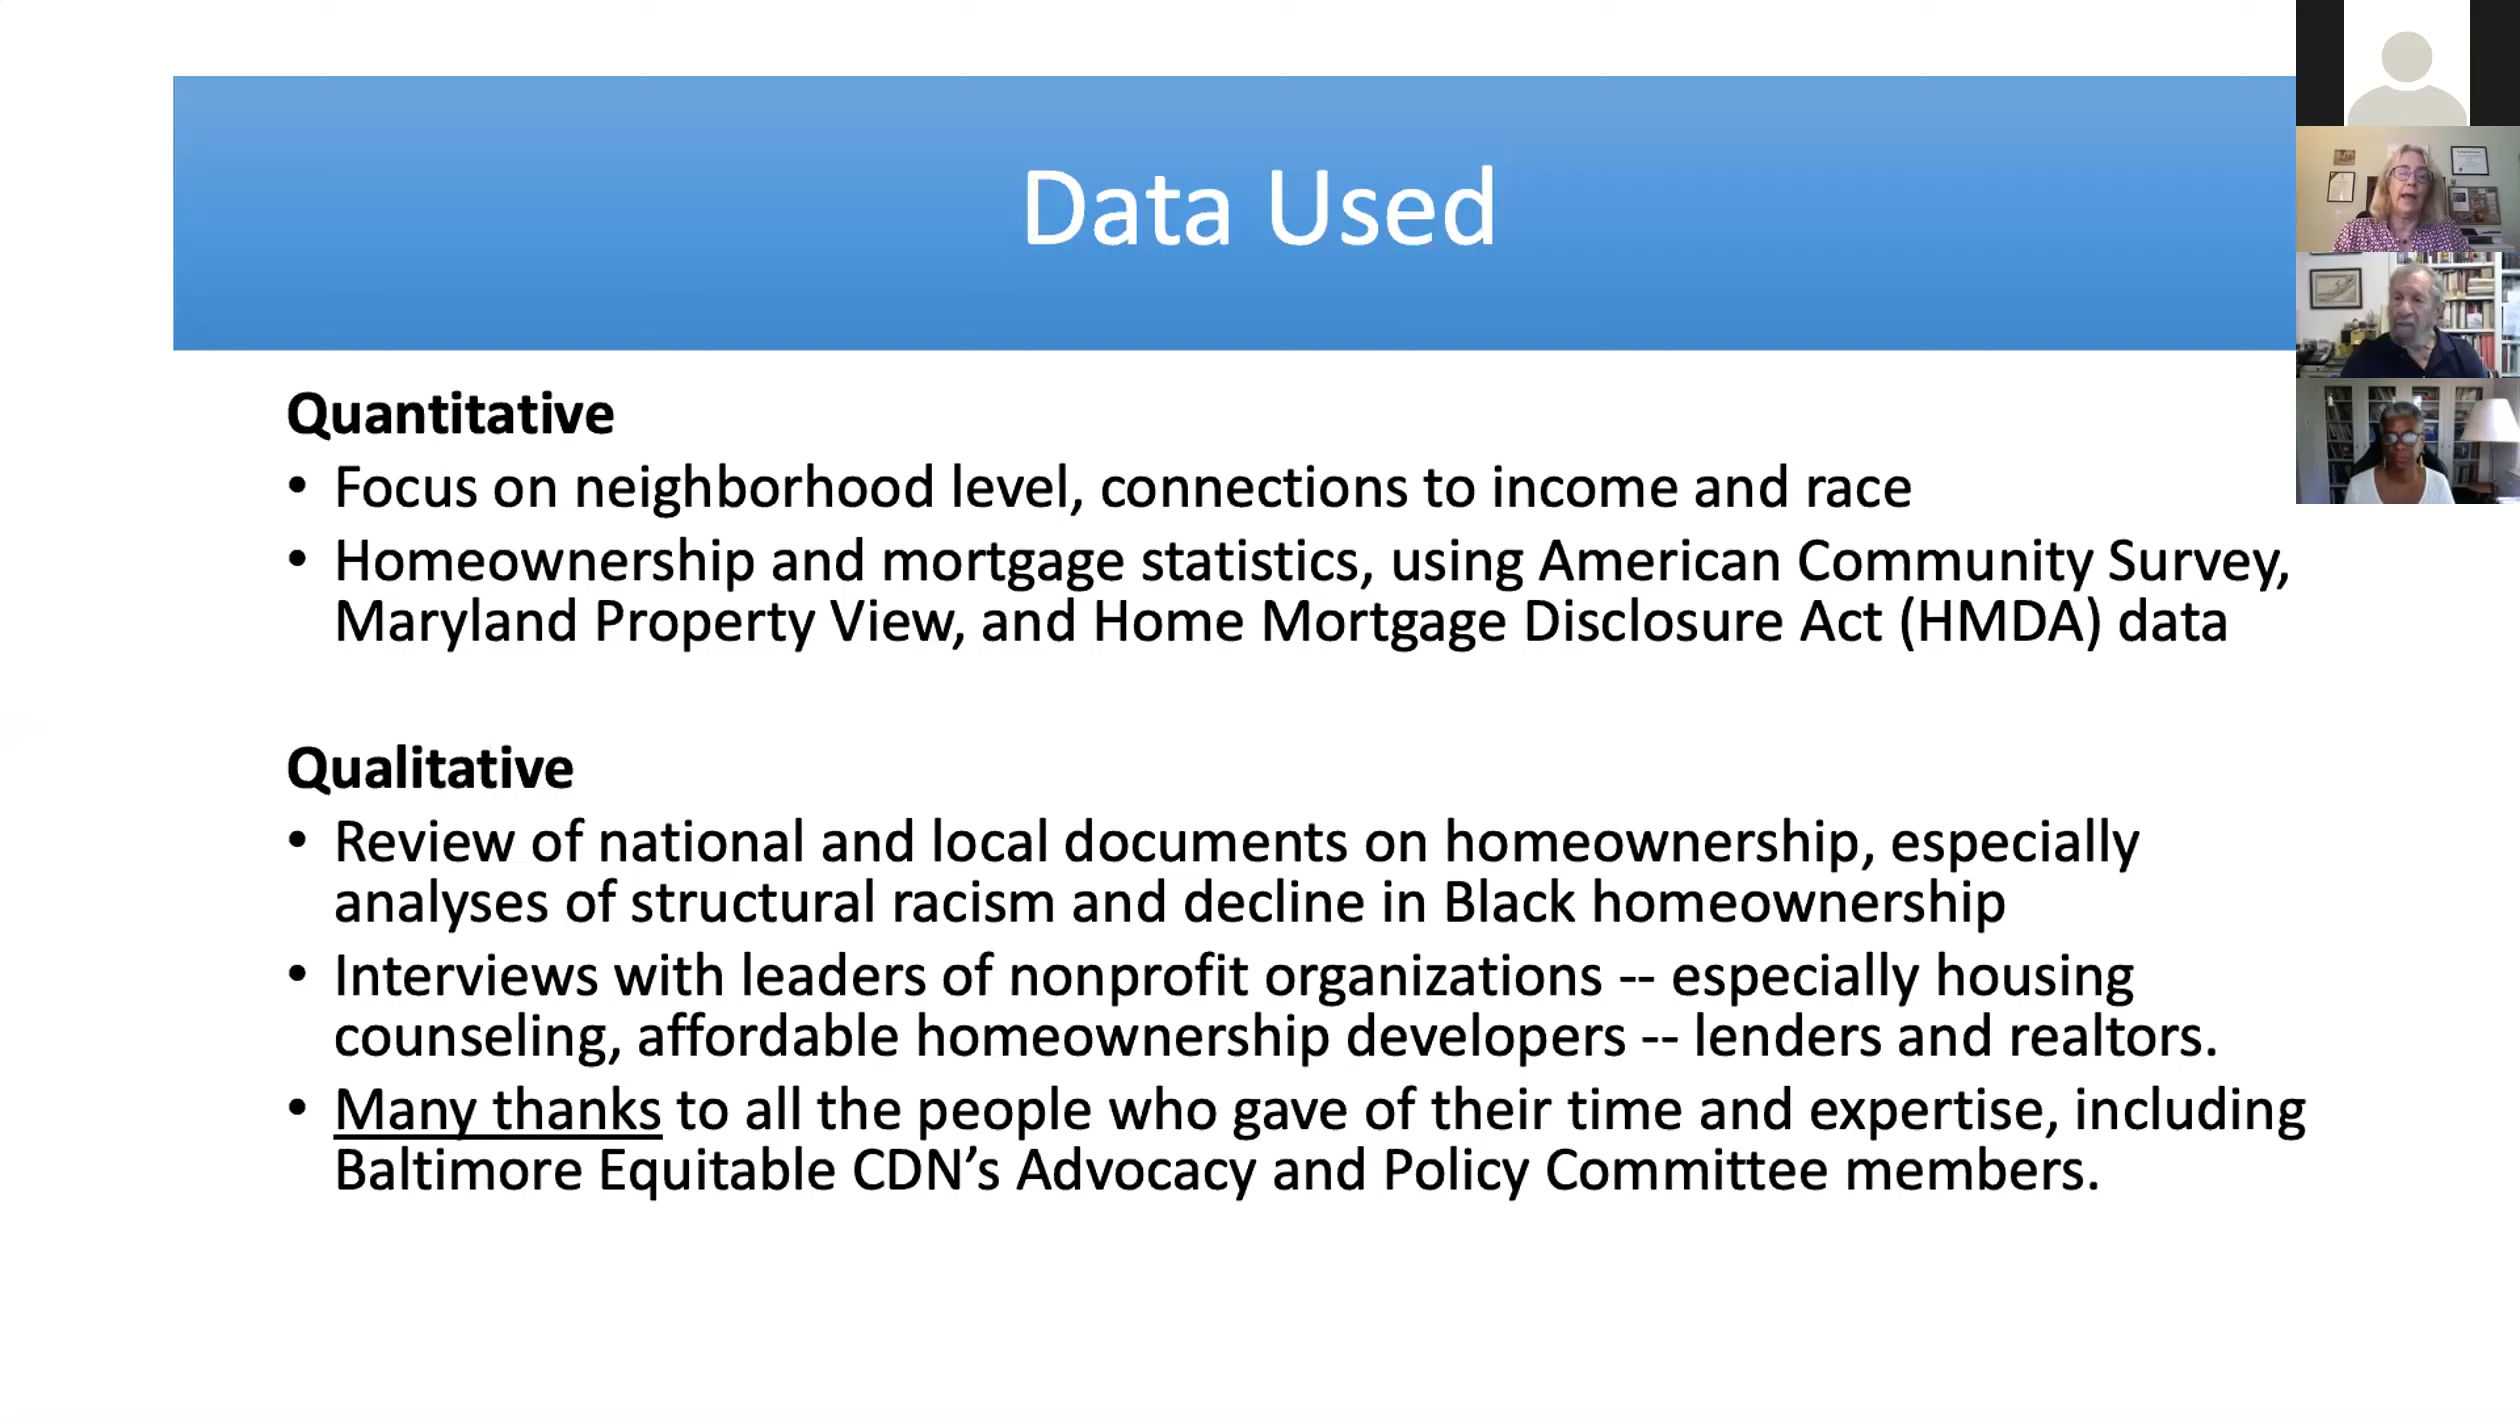 Data Used
Quantitative
• Focus on neighborhood level, connections to income and race
• Homeownership and mortgage statistics, using American Community Survey,
Maryland Property View, and Home Mortgage Disclosure Act (HMDA) data
Qualitative
• Review of national and local documents on homeownership, especially
analyses of structural racism and decline in Black homeownership
• Interviews with leaders of nonprofit organizations -- especially housing
counseling, affordable homeownership developers -- lenders and realtors.
• Many thanks to all the people who gave of their time and expertise, including
Baltimore Equitable CDN’s Advocacy and Policy Committee members.